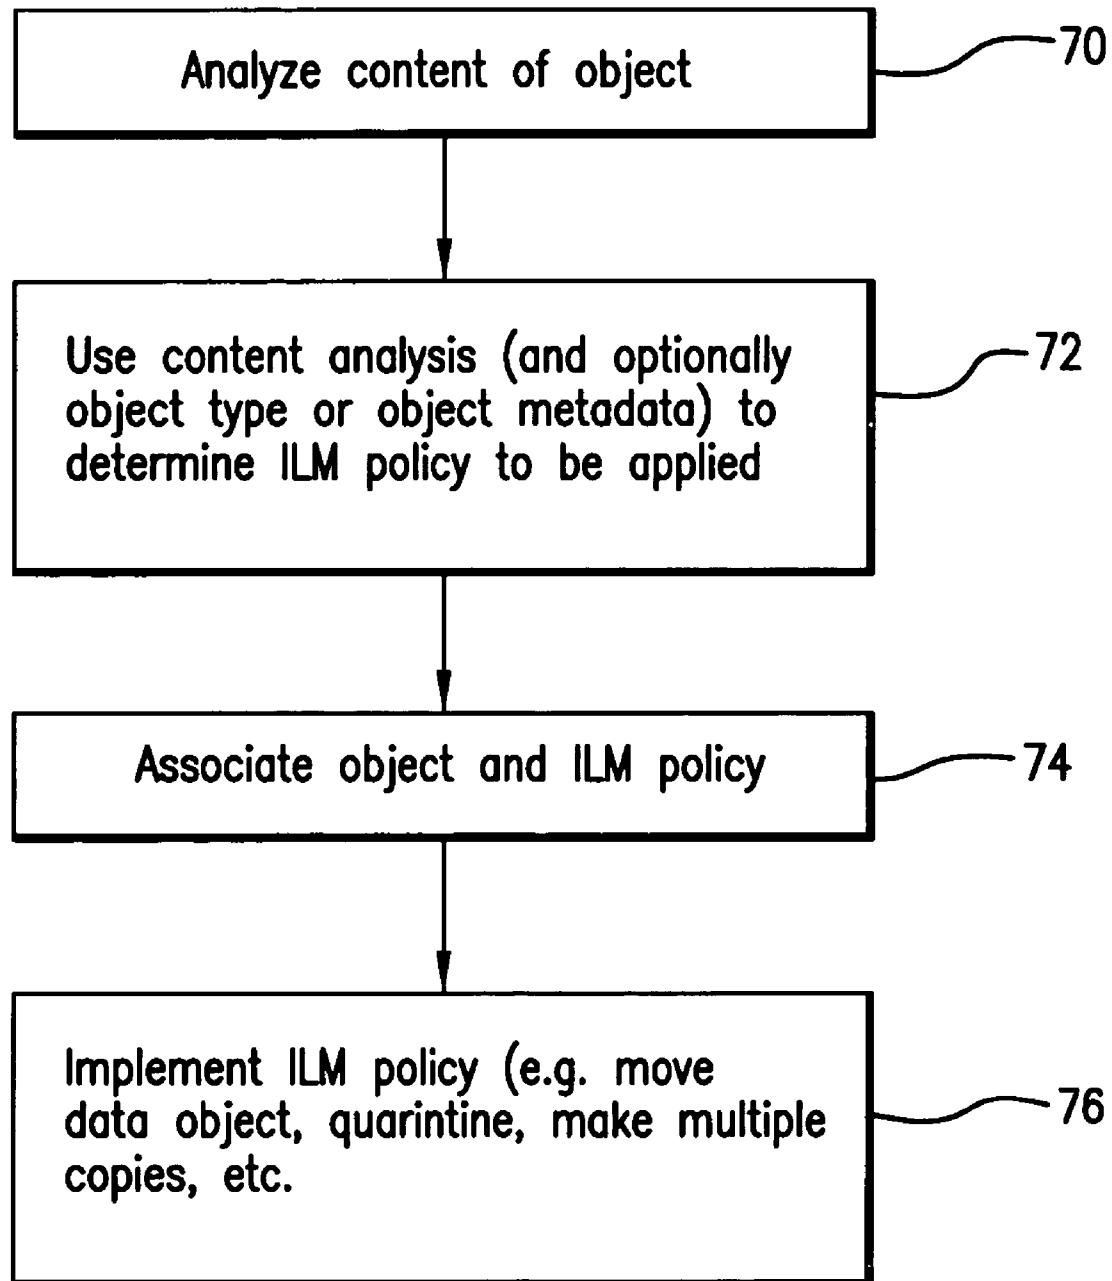 Analyze content of object
70
Use content analysis (and optionally
object type or object metadata) to
determine ILM policy to be applied
72
Associate object and ILM policy
74
Implement ILM policy (e.g. move
data object, quarintine, make multiple
copies, etc.
76